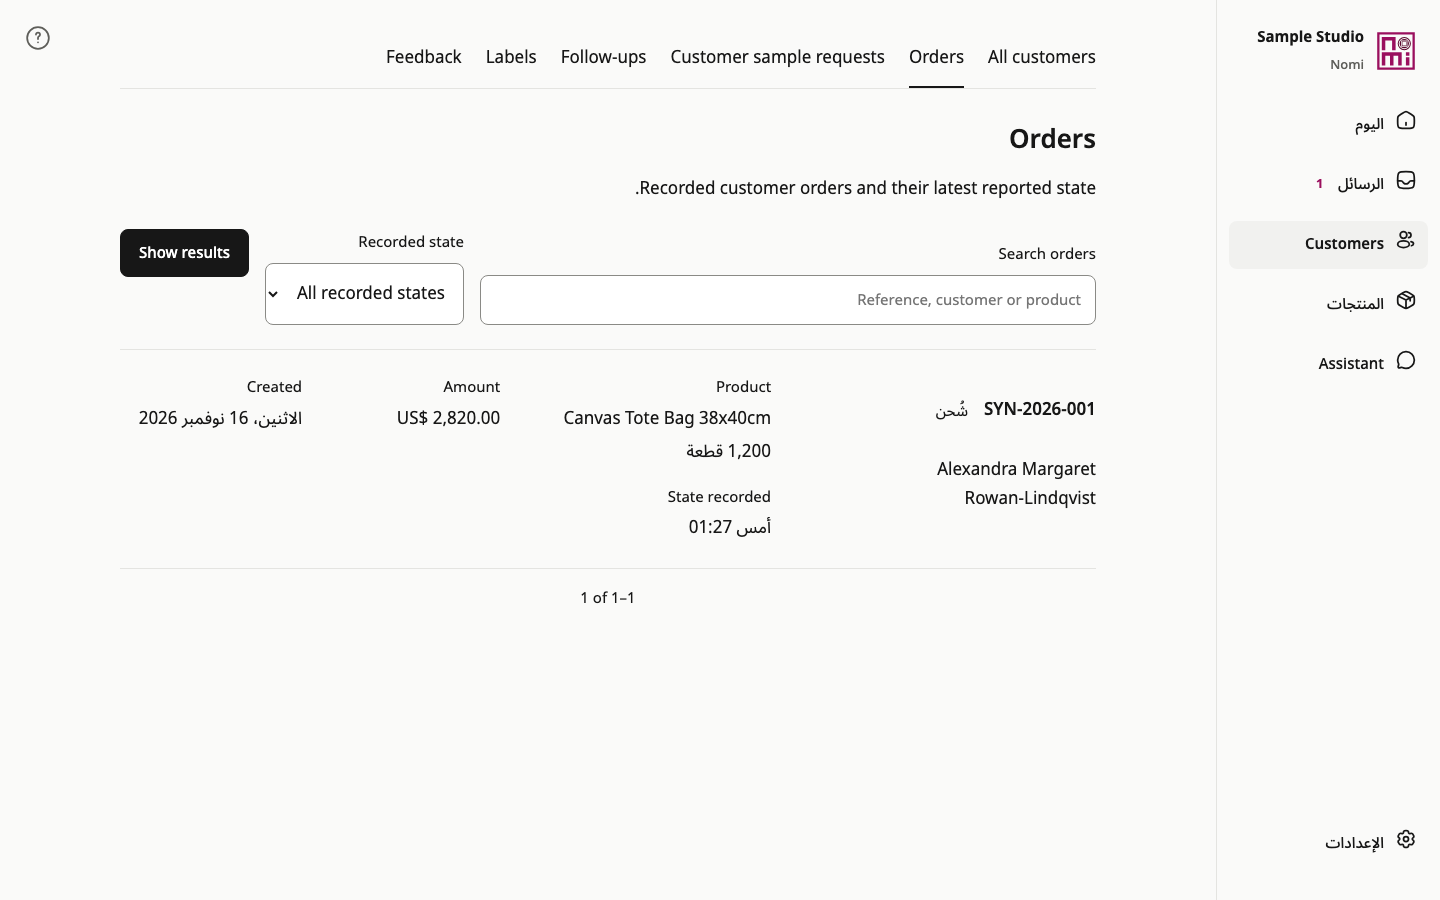 Sample Studio
Nomi
اليوم
الرسائل 1
Customers
المنتجات
Assistant
الإعدادات
All customers
Orders
Customer sample requests
Follow-ups
Labels
Feedback
Orders
Recorded customer orders and their latest reported state.
Search orders
Reference, customer or product
Recorded state
All recorded states
Show results
SYN-2026-001 شُحن
Alexandra Margaret
Rowan-Lindqvist
Product
Canvas Tote Bag 38x40cm
1,200 قطعة
State recorded
أمس 01:27
Amount
US$ 2,820.00
Created
الاثنين، 16 نوفمبر 2026
1 of 1–1